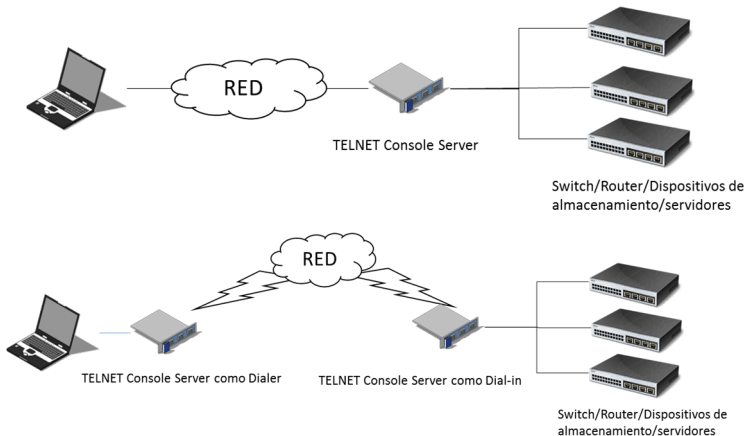 RED
TELNET Console Server
Switch/Router/Dispositivos de
almacenamiento/servidores
RED
TELNET Console Server como Dialer
TELNET Console Server como Dial-in
Switch/Router/Dispositivos de
almacenamiento/servidores